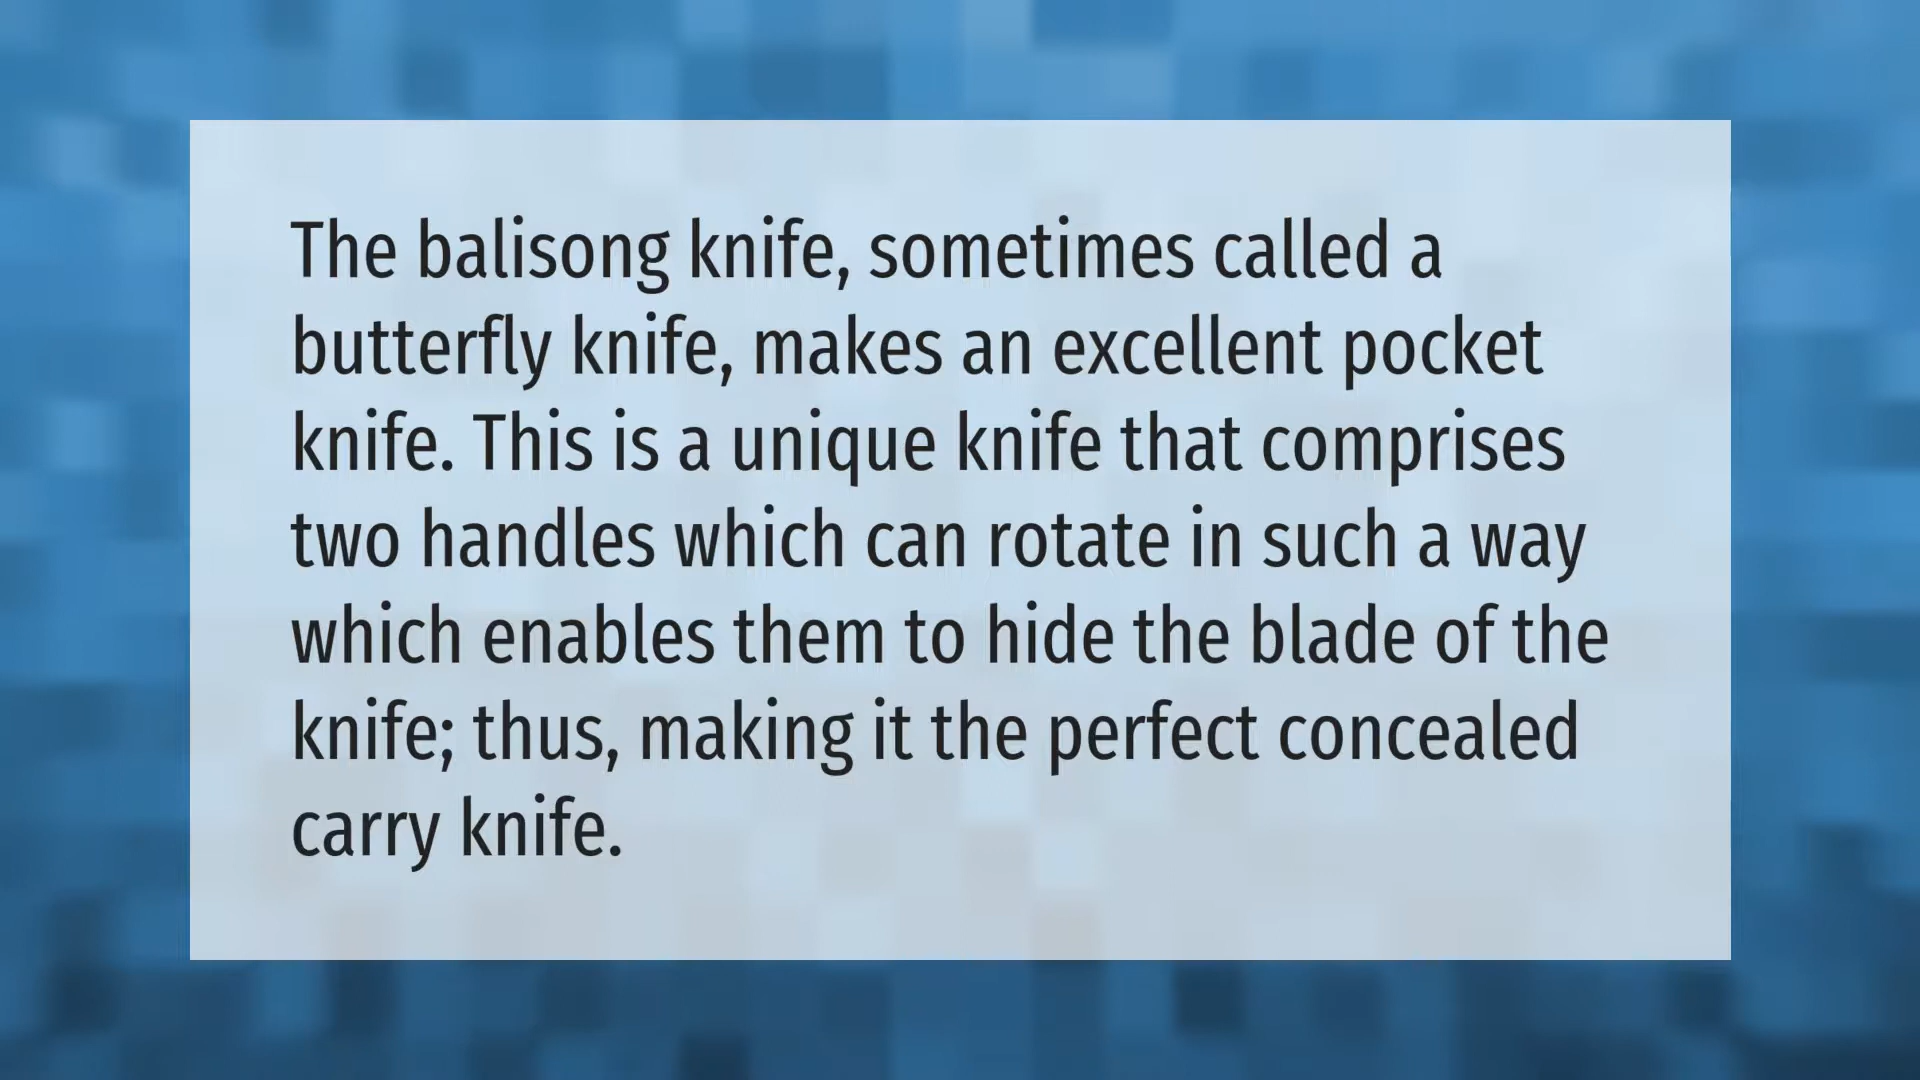 The balisong knife, sometimes called a
butterfly knife, makes an excellent pocket
knife. This is a unique knife that comprises
two handles which can rotate in such a way
which enables them to hide the blade of the
knife; thus, making it the perfect concealed
carry knife.